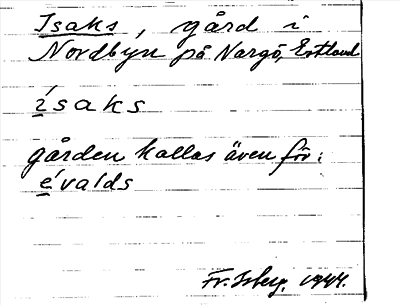 Isaks, gård i
Nordbyn på Nargö, Estland
ísaks
gården kallas även för:
évalds
Fr. Isberg. 1944.